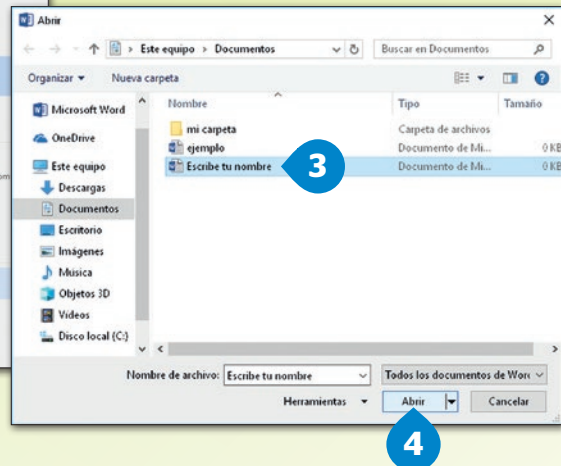 Abrir
Este equipo > Documentos
Buscar en Documentos
Organizar
Nueva carpeta
Nombre
Tipo
Tamaño
Microsoft Word
OneDrive
Este equipo
Descargas
Documentos
Escritorio
Imágenes
Música
Objetos 3D
Vídeos
Disco local (C:)
mi carpeta
Carpeta de archivos
ejemplo
Documento de Mi...
0 KB
Escribe tu nombre
3
Documento de Mi...
0 KB
Nombre de archivo:
Escribe tu nombre
Todos los documentos de
Herramientas
Abrir
Cancelar
4